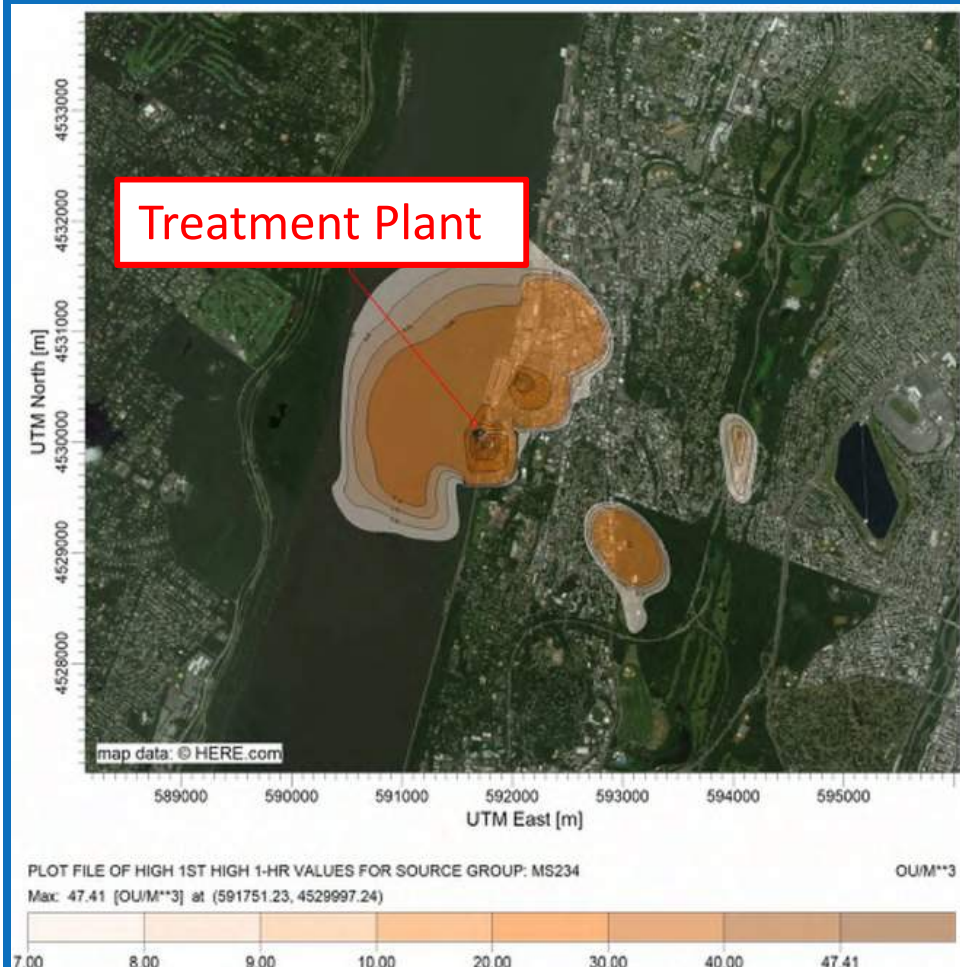 Treatment Plant
UTM North [m]
4533000
4532000
4531000
4530000
4529000
4528000
map data: © HERE.com
589000 590000 591000 592000 593000 594000 595000
UTM East [m]
PLOT FILE OF HIGH 1ST HIGH 1-HR VALUES FOR SOURCE GROUP: MS234 OU/M**3
Max: 47.41 [OU/M**3] at (591751.23, 4529997.24)
7.00 8.00 9.00 10.00 20.00 30.00 40.00 47.41